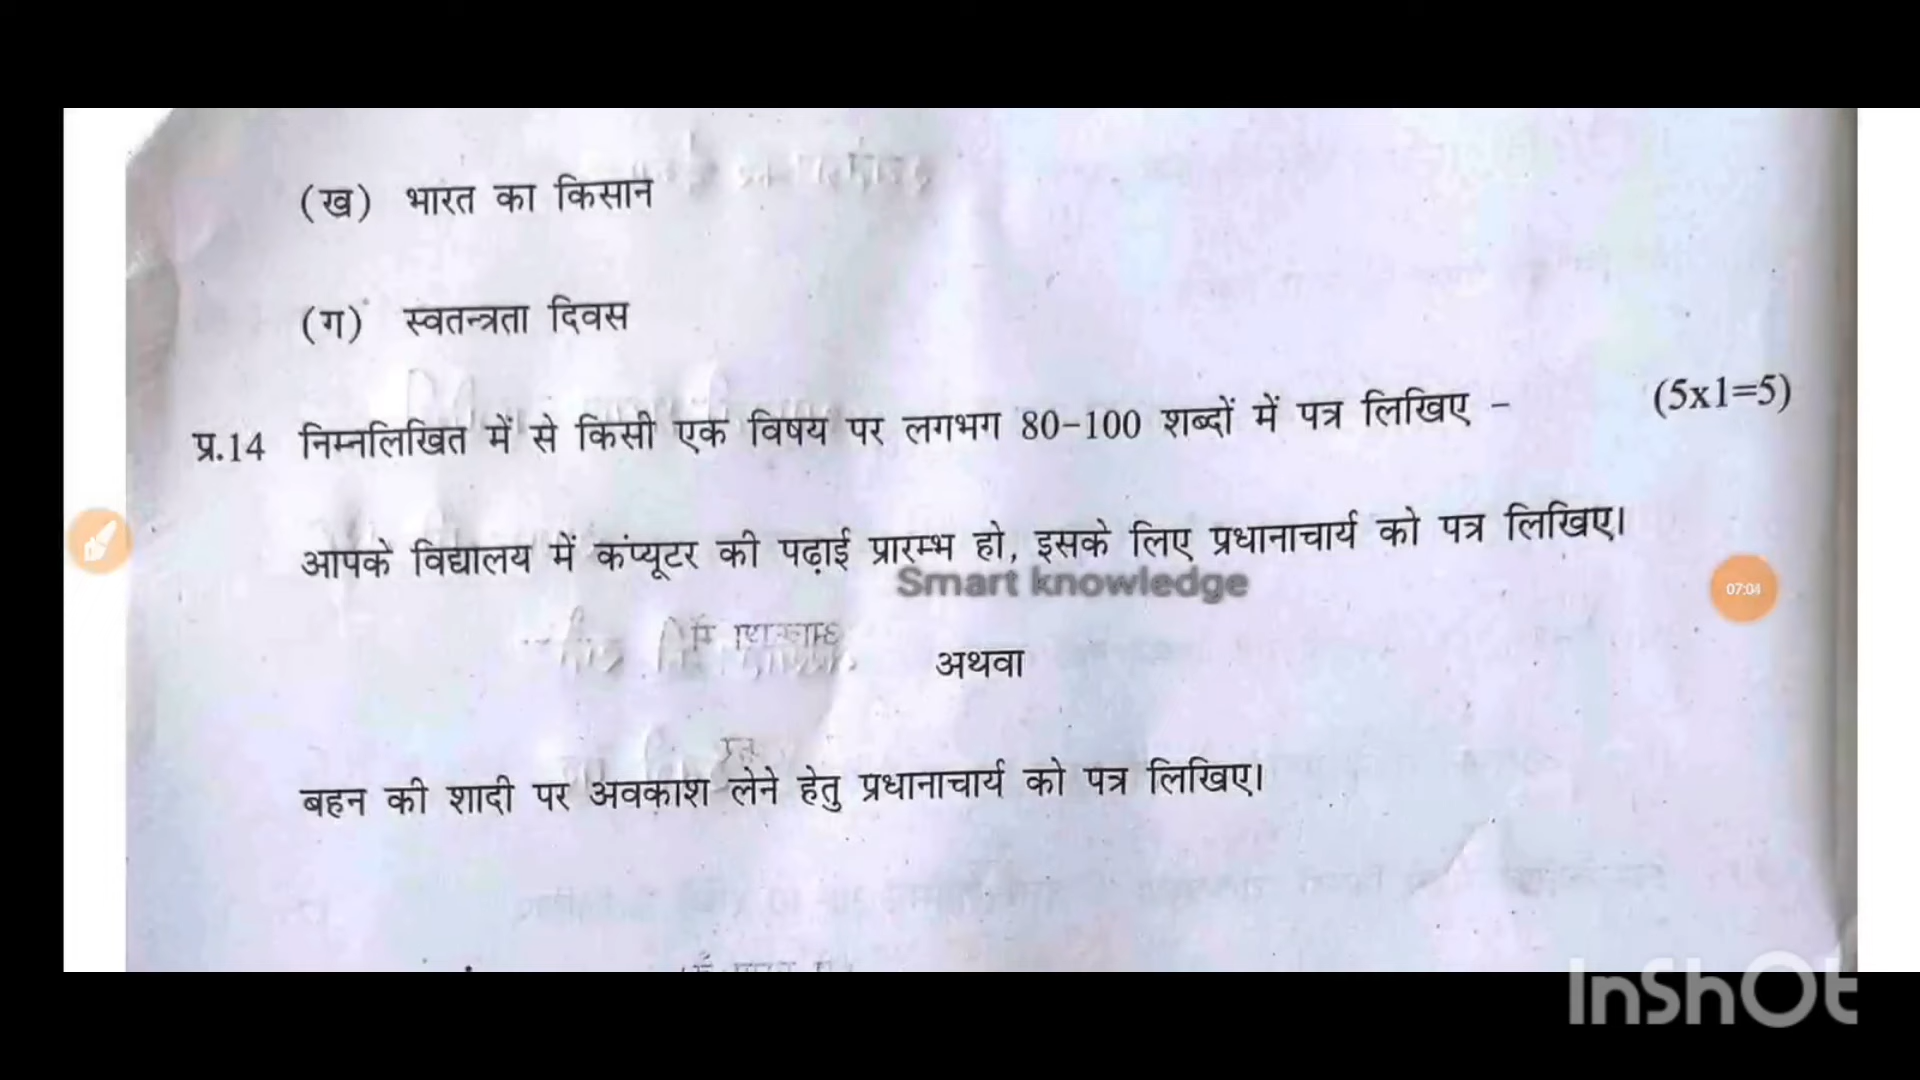 (ख) भारत का किसान
(ग) स्वतन्त्रता दिवस
प्र.14 निम्नलिखित में से किसी एक विषय पर लगभग 80-100 शब्दों में पत्र लिखिए - (5x1=5)
आपके विद्यालय में कंप्यूटर की पढ़ाई प्रारम्भ हो, इसके लिए प्रधानाचार्य को पत्र लिखिए।
Smart knowledge
07:04
अथवा
बहन की शादी पर अवकाश लेने हेतु प्रधानाचार्य को पत्र लिखिए।
InShOt